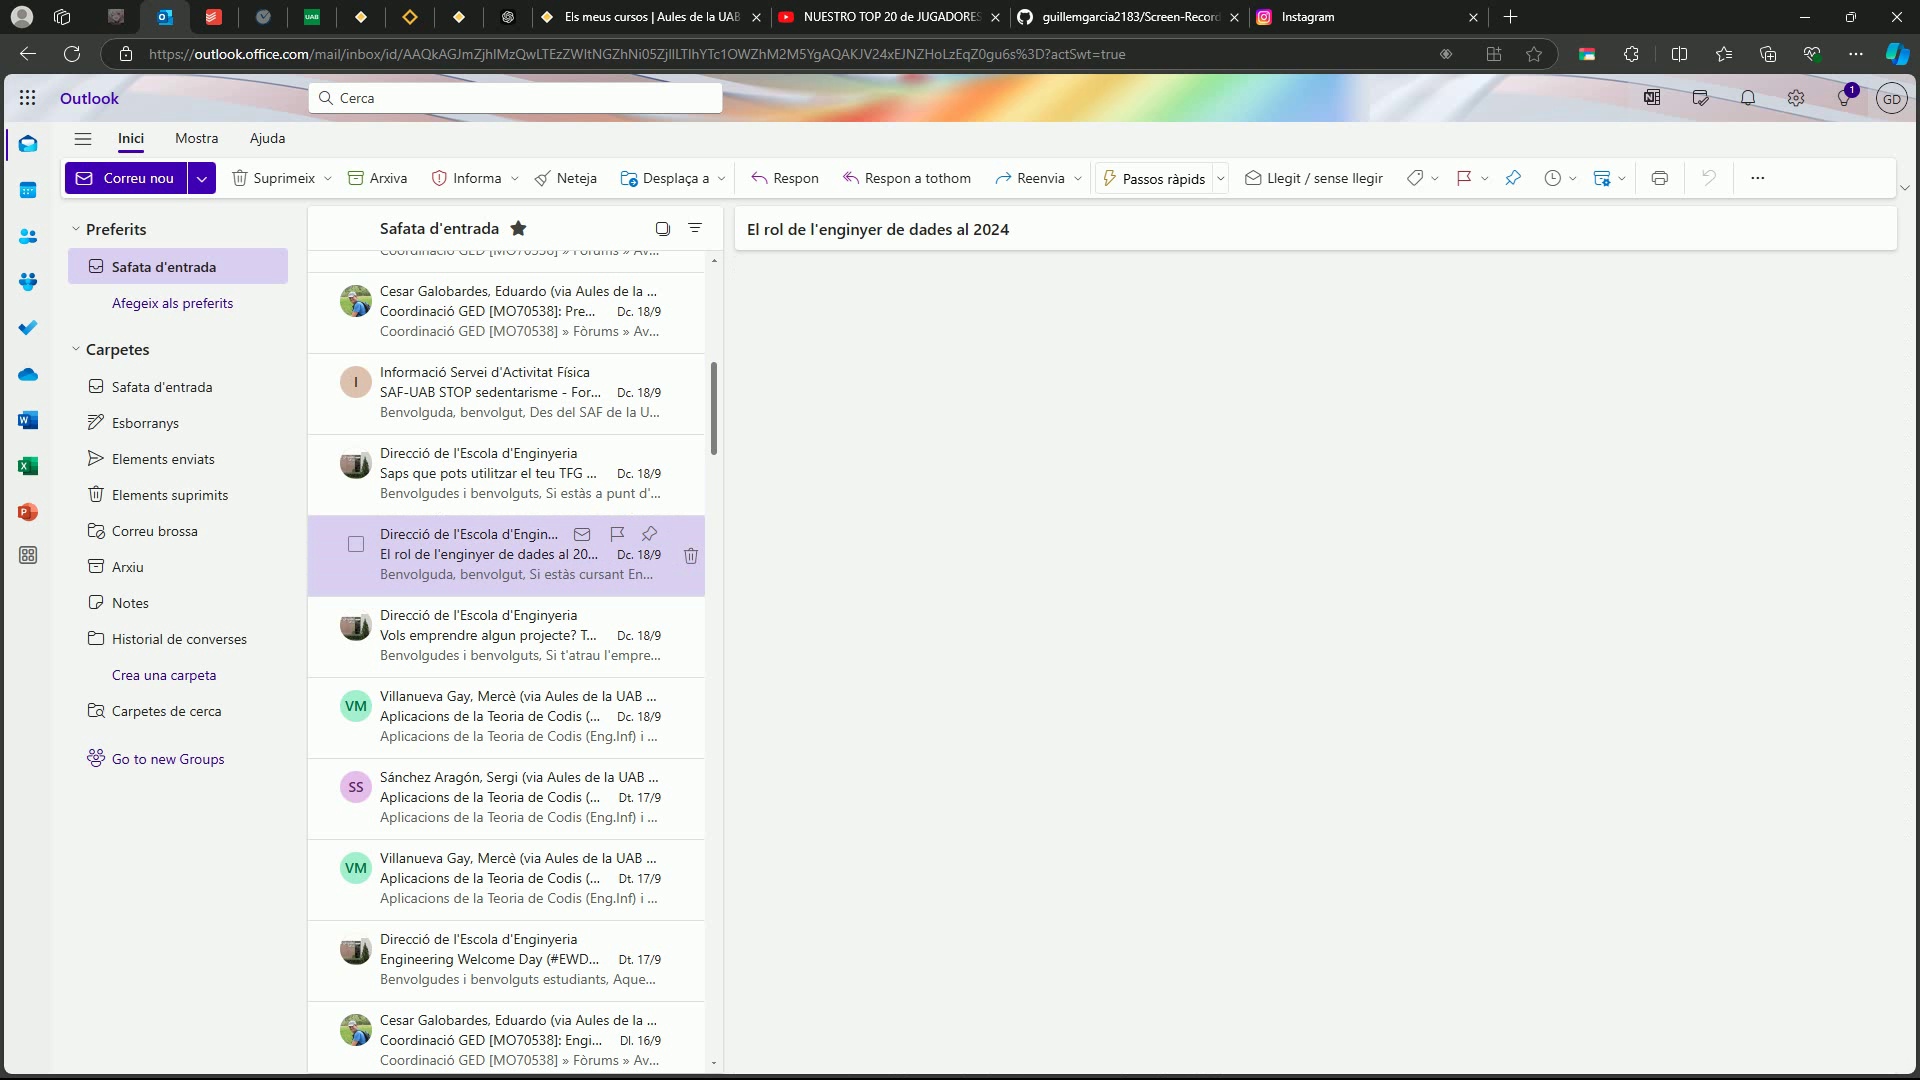 Els meus cursos | Aules de la UAB
NUESTRO TOP 20 de JUGADORES
guillemgarcia2183/Screen-Record
Instagram
Outlook
Cerca
1
GD
Inici
Mostra
Ajuda
Correu nou
Suprimeix
Arxiva
Informa
Neteja
Desplaça a
Respon
Respon a tothom
Reenvia
Passos ràpids
Llegit / sense llegir
Preferits
Safata d'entrada
Afegeix als preferits
Carpetes
Safata d'entrada
Esborranys
Elements enviats
Elements suprimits
Correu brossa
Arxiu
Notes
Historial de converses
Crea una carpeta
Carpetes de cerca
Go to new Groups
Safata d'entrada
Coordinació GED [MO70538] » Fòrums » Av...
Cesar Galobardes, Eduardo (via Aules de la ...
Coordinació GED [MO70538]: Pre... Dc. 18/9
Coordinació GED [MO70538] » Fòrums » Av...
I
Informació Servei d'Activitat Física
SAF-UAB STOP sedentarisme - For... Dc. 18/9
Benvolguda, benvolgut, Des del SAF de la U...
Direcció de l'Escola d'Enginyeria
Saps que pots utilitzar el teu TFG ... Dc. 18/9
Benvolgudes i benvolguts, Si estàs a punt d'...
Direcció de l'Escola d'Engin...
El rol de l'enginyer de dades al 20... Dc. 18/9
Benvolguda, benvolgut, Si estàs cursant En...
Direcció de l'Escola d'Enginyeria
Vols emprendre algun projecte? T... Dc. 18/9
Benvolgudes i benvolguts, Si t'atrau l'empre...
VM
Villanueva Gay, Mercè (via Aules de la UAB ...
Aplicacions de la Teoria de Codis (... Dc. 18/9
Aplicacions de la Teoria de Codis (Eng.Inf) i ...
SS
Sánchez Aragón, Sergi (via Aules de la UAB ...
Aplicacions de la Teoria de Codis (... Dt. 17/9
Aplicacions de la Teoria de Codis (Eng.Inf) i ...
VM
Villanueva Gay, Mercè (via Aules de la UAB ...
Aplicacions de la Teoria de Codis (... Dt. 17/9
Aplicacions de la Teoria de Codis (Eng.Inf) i ...
Direcció de l'Escola d'Enginyeria
Engineering Welcome Day (#EWD... Dt. 17/9
Benvolgudes i benvolguts estudiants, Aque...
Cesar Galobardes, Eduardo (via Aules de la ...
Coordinació GED [MO70538]: Engi... Dl. 16/9
Coordinació GED [MO70538] » Fòrums » Av...
El rol de l'enginyer de dades al 2024